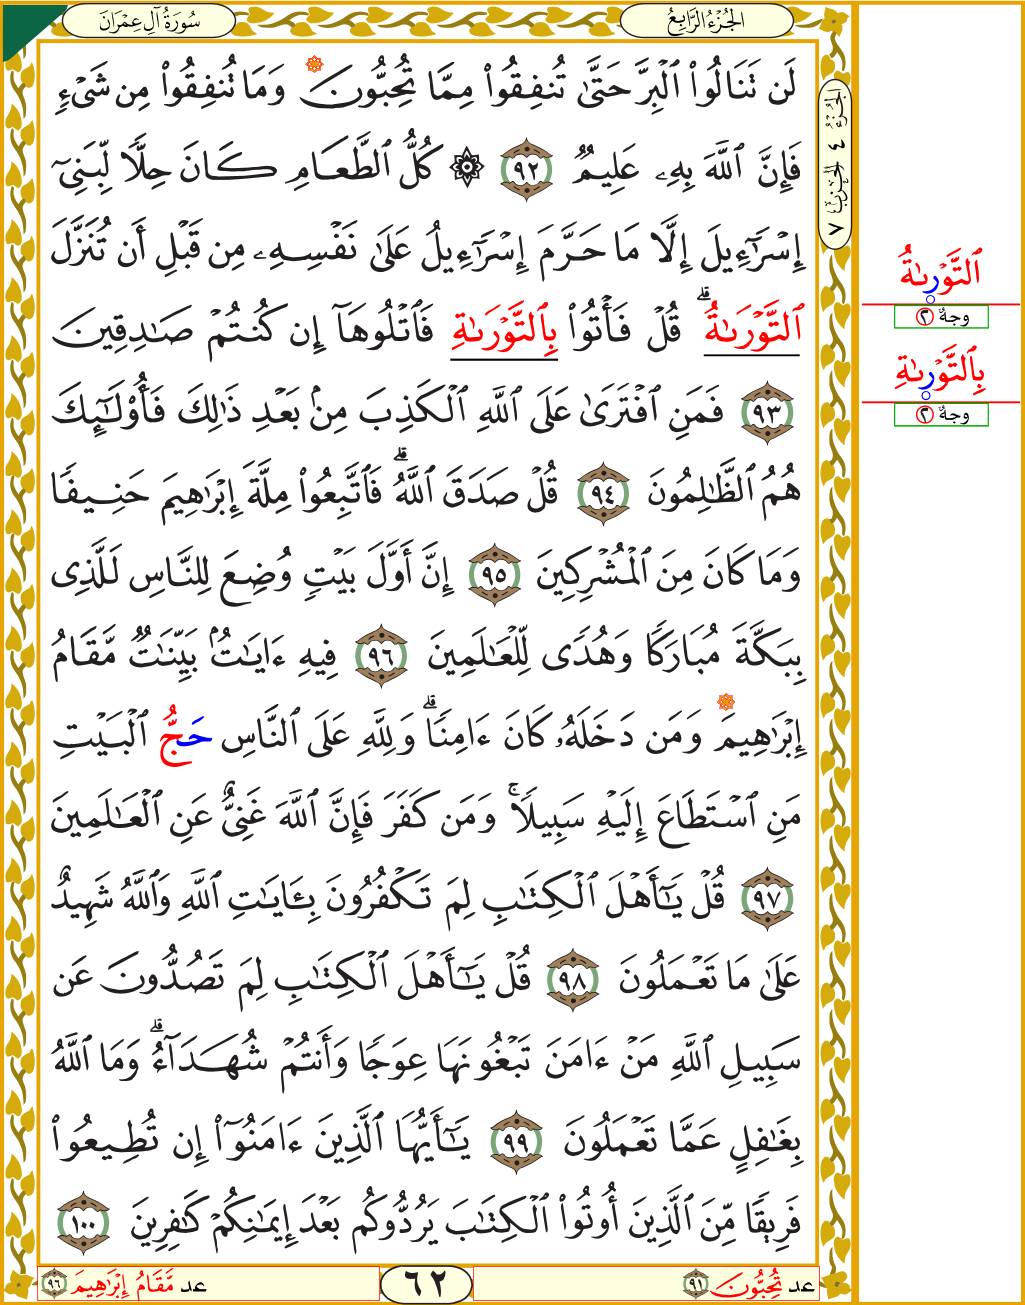 سُورَةُ آلِ عِمْرَانَ
الجُزْءُ الرَّابِعُ
لَن تَنَالُوا۟ ٱلْبِرَّ حَتَّىٰ تُنفِقُوا۟ مِمَّا تُحِبُّونَ وَمَا تُنفِقُوا۟ مِن شَىْءٍ
فَإِنَّ ٱللَّهَ بِهِۦ عَلِيمٌ ٩٢ ۞ كُلُّ ٱلطَّعَامِ كَانَ حِلًّا لِّبَنِىٓ
إِسْرَٰٓءِيلَ إِلَّا مَا حَرَّمَ إِسْرَٰٓءِيلُ عَلَىٰ نَفْسِهِۦ مِن قَبْلِ أَن تُنَزَّلَ
ٱلتَّوْرَىٰةُ ۗ قُلْ فَأْتُوا۟ بِٱلتَّوْرَىٰةِ فَٱتْلُوهَآ إِن كُنتُمْ صَـٰدِقِينَ
٩٣ فَمَنِ ٱفْتَرَىٰ عَلَى ٱللَّهِ ٱلْكَذِبَ مِنۢ بَعْدِ ذَٰلِكَ فَأُو۟لَـٰٓئِكَ
هُمُ ٱلظَّـٰلِمُونَ ٩٤ قُلْ صَدَقَ ٱللَّهُ ۗ فَٱتَّبِعُوا۟ مِلَّةَ إِبْرَٰهِيمَ حَنِيفًا
وَمَا كَانَ مِنَ ٱلْمُشْرِكِينَ ٩٥ إِنَّ أَوَّلَ بَيْتٍ وُضِعَ لِلنَّاسِ لَلَّذِى
بِبَكَّةَ مُبَارَكًا وَهُدًى لِّلْعَـٰلَمِينَ ٩٦ فِيهِ ءَايَـٰتٌۢ بَيِّنَـٰتٌ مَّقَامُ
إِبْرَٰهِيمَ وَمَن دَخَلَهُۥ كَانَ ءَامِنًا ۗ وَلِلَّهِ عَلَى ٱلنَّاسِ حَجُّ ٱلْبَيْتِ
مَنِ ٱسْتَطَاعَ إِلَيْهِ سَبِيلًا ۚ وَمَن كَفَرَ فَإِنَّ ٱللَّهَ غَنِىٌّ عَنِ ٱلْعَـٰلَمِينَ
٩٧ قُلْ يَـٰٓأَهْلَ ٱلْكِتَـٰبِ لِمَ تَكْفُرُونَ بِـَٔايَـٰتِ ٱللَّهِ وَٱللَّهُ شَهِيدٌ
عَلَىٰ مَا تَعْمَلُونَ ٩٨ قُلْ يَـٰٓأَهْلَ ٱلْكِتَـٰبِ لِمَ تَصُدُّونَ عَن
سَبِيلِ ٱللَّهِ مَنْ ءَامَنَ تَبْغُونَهَا عِوَجًا وَأَنتُمْ شُهَدَآءُ ۗ وَمَا ٱللَّهُ
بِغَـٰفِلٍ عَمَّا تَعْمَلُونَ ٩٩ يَـٰٓأَيُّهَا ٱلَّذِينَ ءَامَنُوٓا۟ إِن تُطِيعُوا۟
فَرِيقًا مِّنَ ٱلَّذِينَ أُوتُوا۟ ٱلْكِتَـٰبَ يَرُدُّوكُم بَعْدَ إِيمَـٰنِكُمْ كَـٰفِرِينَ ١٠٠
الجُزْءُ ٤ الحِزْبُ ٧
ٱلتَّوْرِىٰةُ
وجهٌ ٢
بِٱلتَّوْرِىٰةِ
وجهٌ ٢
عد تُحِبُّونَ ٩١
٦٢
عد مَّقَامُ إِبْرَٰهِيمَ ٩٦